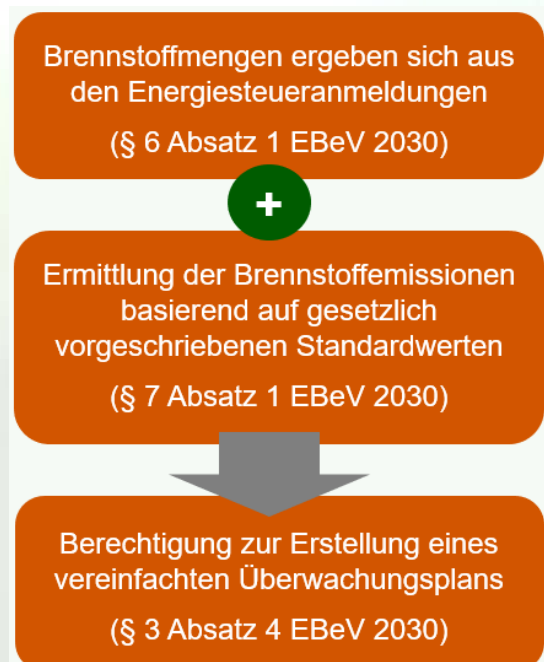 Brennstoffmengen ergeben sich aus
den Energiesteueranmeldungen
(§ 6 Absatz 1 EBeV 2030)
+
Ermittlung der Brennstoffemissionen
basierend auf gesetzlich
vorgeschriebenen Standardwerten
(§ 7 Absatz 1 EBeV 2030)
Berechtigung zur Erstellung eines
vereinfachten Überwachungsplans
(§ 3 Absatz 4 EBeV 2030)